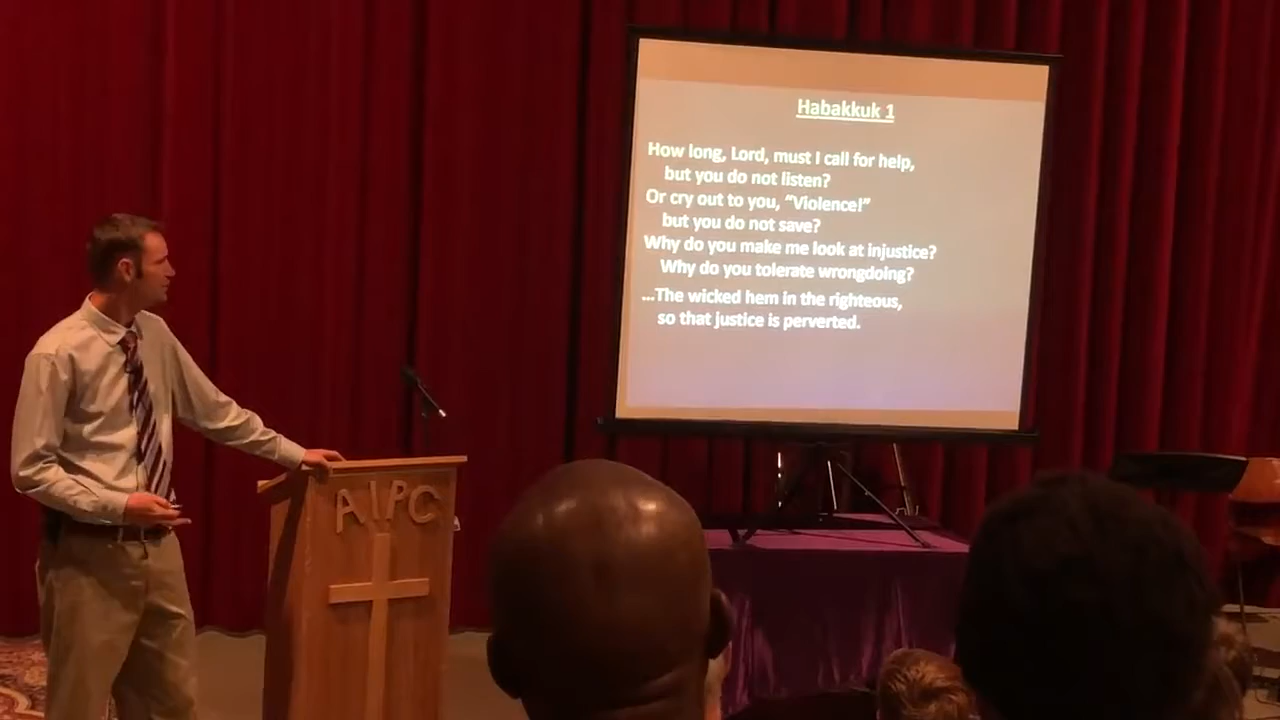 Habakkuk 1
How long, Lord, must I call for help,
but you do not listen?
Or cry out to you, “Violence!”
but you do not save?
Why do you make me look at injustice?
Why do you tolerate wrongdoing?
...The wicked hem in the righteous,
so that justice is perverted.
AIPC